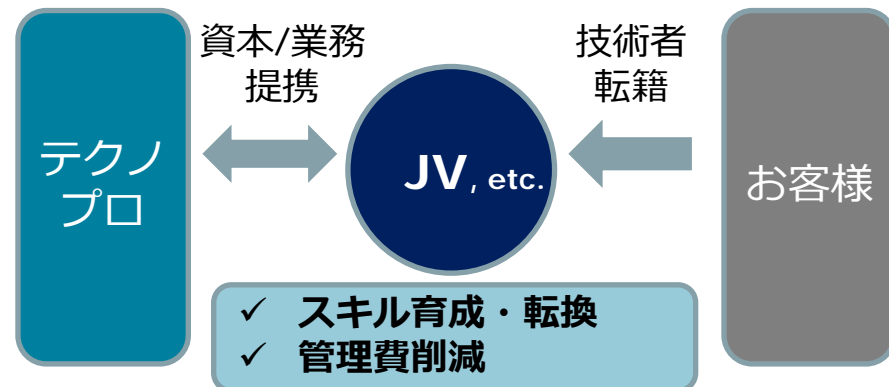 資本/業務
提携
技術者
転籍
テクノ
プロ
JV, etc.
お客様
✓ スキル育成・転換
✓ 管理費削減